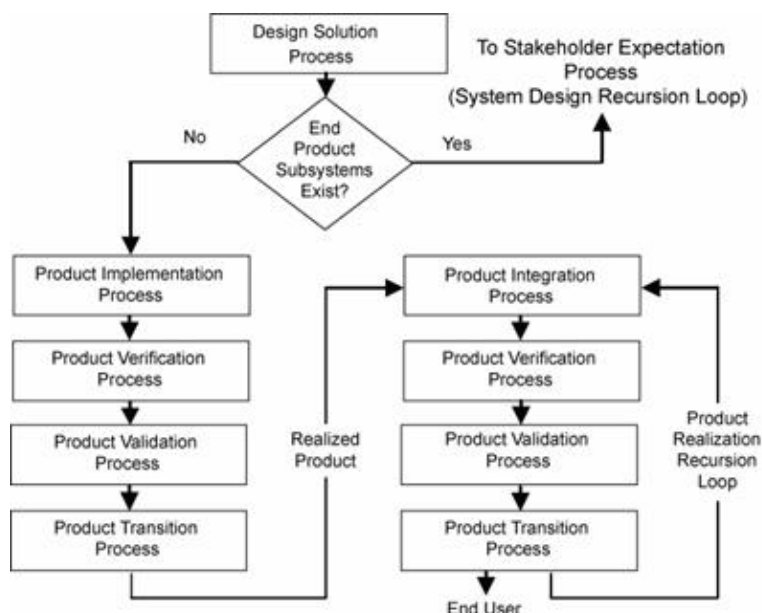 Design Solution
Process
To Stakeholder Expectation
Process
(System Design Recursion Loop)
No
End
Product
Subsystems
Exist?
Yes
Product Implementation
Process
Product Verification
Process
Product Validation
Process
Product Transition
Process
Realized
Product
Product Integration
Process
Product Verification
Process
Product Validation
Process
Product Transition
Process
End User
Product
Realization
Recursion
Loop